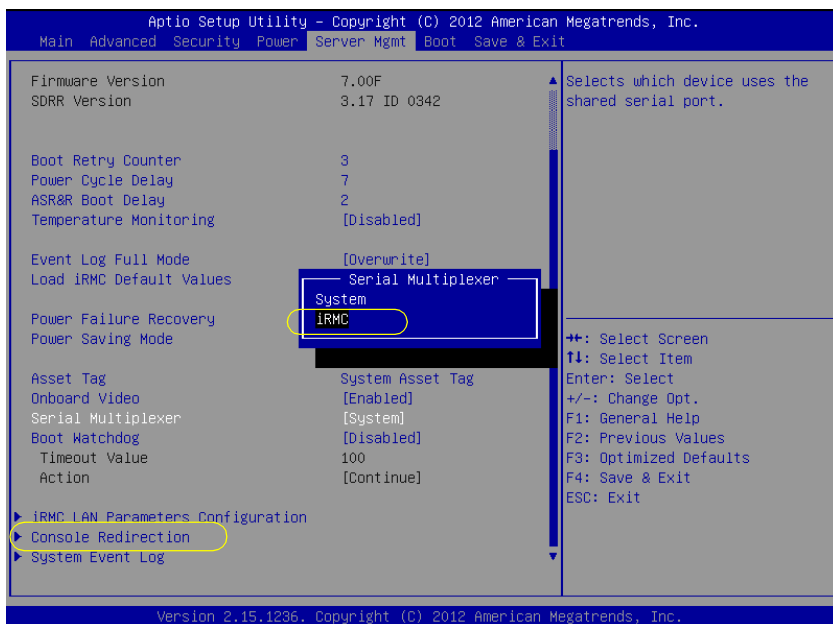 Aptio Setup Utility – Copyright (C) 2012 American Megatrends, Inc.
Main Advanced Security Power Server Mgmt Boot Save & Exit
Firmware Version 7.00F
SDRR Version 3.17 ID 0342
Boot Retry Counter 3
Power Cycle Delay 7
ASR&R Boot Delay 2
Temperature Monitoring [Disabled]
Event Log Full Mode [Overwrite]
Load iRMC Default Values
Power Failure Recovery
Power Saving Mode
Asset Tag System Asset Tag
Onboard Video [Enabled]
Serial Multiplexer [System]
Boot Watchdog [Disabled]
Timeout Value 100
Action [Continue]
iRMC LAN Parameters Configuration
Console Redirection
System Event Log
Serial Multiplexer
System
iRMC
Selects which device uses the
shared serial port.
→←: Select Screen
↑↓: Select Item
Enter: Select
+/-: Change Opt.
F1: General Help
F2: Previous Values
F3: Optimized Defaults
F4: Save & Exit
ESC: Exit
Version 2.15.1236. Copyright (C) 2012 American Megatrends, Inc.